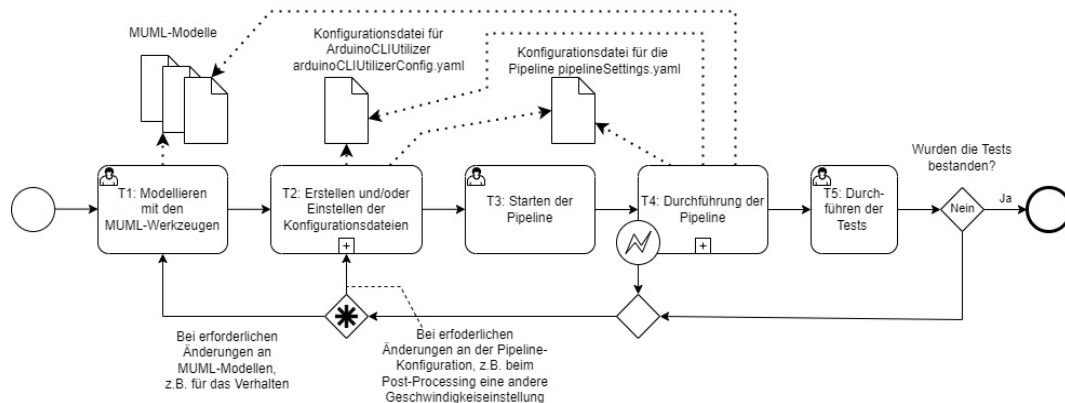 MUML-Modelle
Konfigurationsdatei für
ArduinoCLIUtilizer
arduinoCLIUtilizerConfig.yaml
Konfigurationsdatei für die
Pipeline pipelineSettings.yaml
T1: Modellieren
mit den
MUML-Werkzeugen
T2: Erstellen und/oder
Einstellen der
Konfigurationsdateien
T3: Starten der
Pipeline
T4: Durchführung der
Pipeline
T5: Durch-
führen der
Tests
Wurden die Tests
bestanden?
Nein
Ja
Bei erforderlichen
Änderungen an
MUML-Modellen,
z.B. für das Verhalten
Bei erfoderlichen
Änderungen an der Pipeline-
Konfiguration, z.B. beim
Post-Processing eine andere
Geschwindigkeiseinstellung